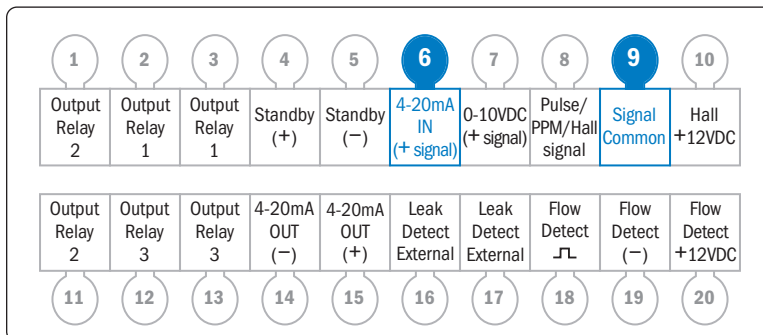 1 2 3 4 5 6 7 8 9 10
Output Relay 2
Output Relay 1
Output Relay 1
Standby (+)
Standby (−)
4-20mA IN (+ signal)
0-10VDC (+ signal)
Pulse/ PPM/Hall signal
Signal Common
Hall +12VDC
Output Relay 2
Output Relay 3
Output Relay 3
4-20mA OUT (−)
4-20mA OUT (+)
Leak Detect External
Leak Detect External
Flow Detect
Flow Detect (−)
Flow Detect +12VDC
11 12 13 14 15 16 17 18 19 20